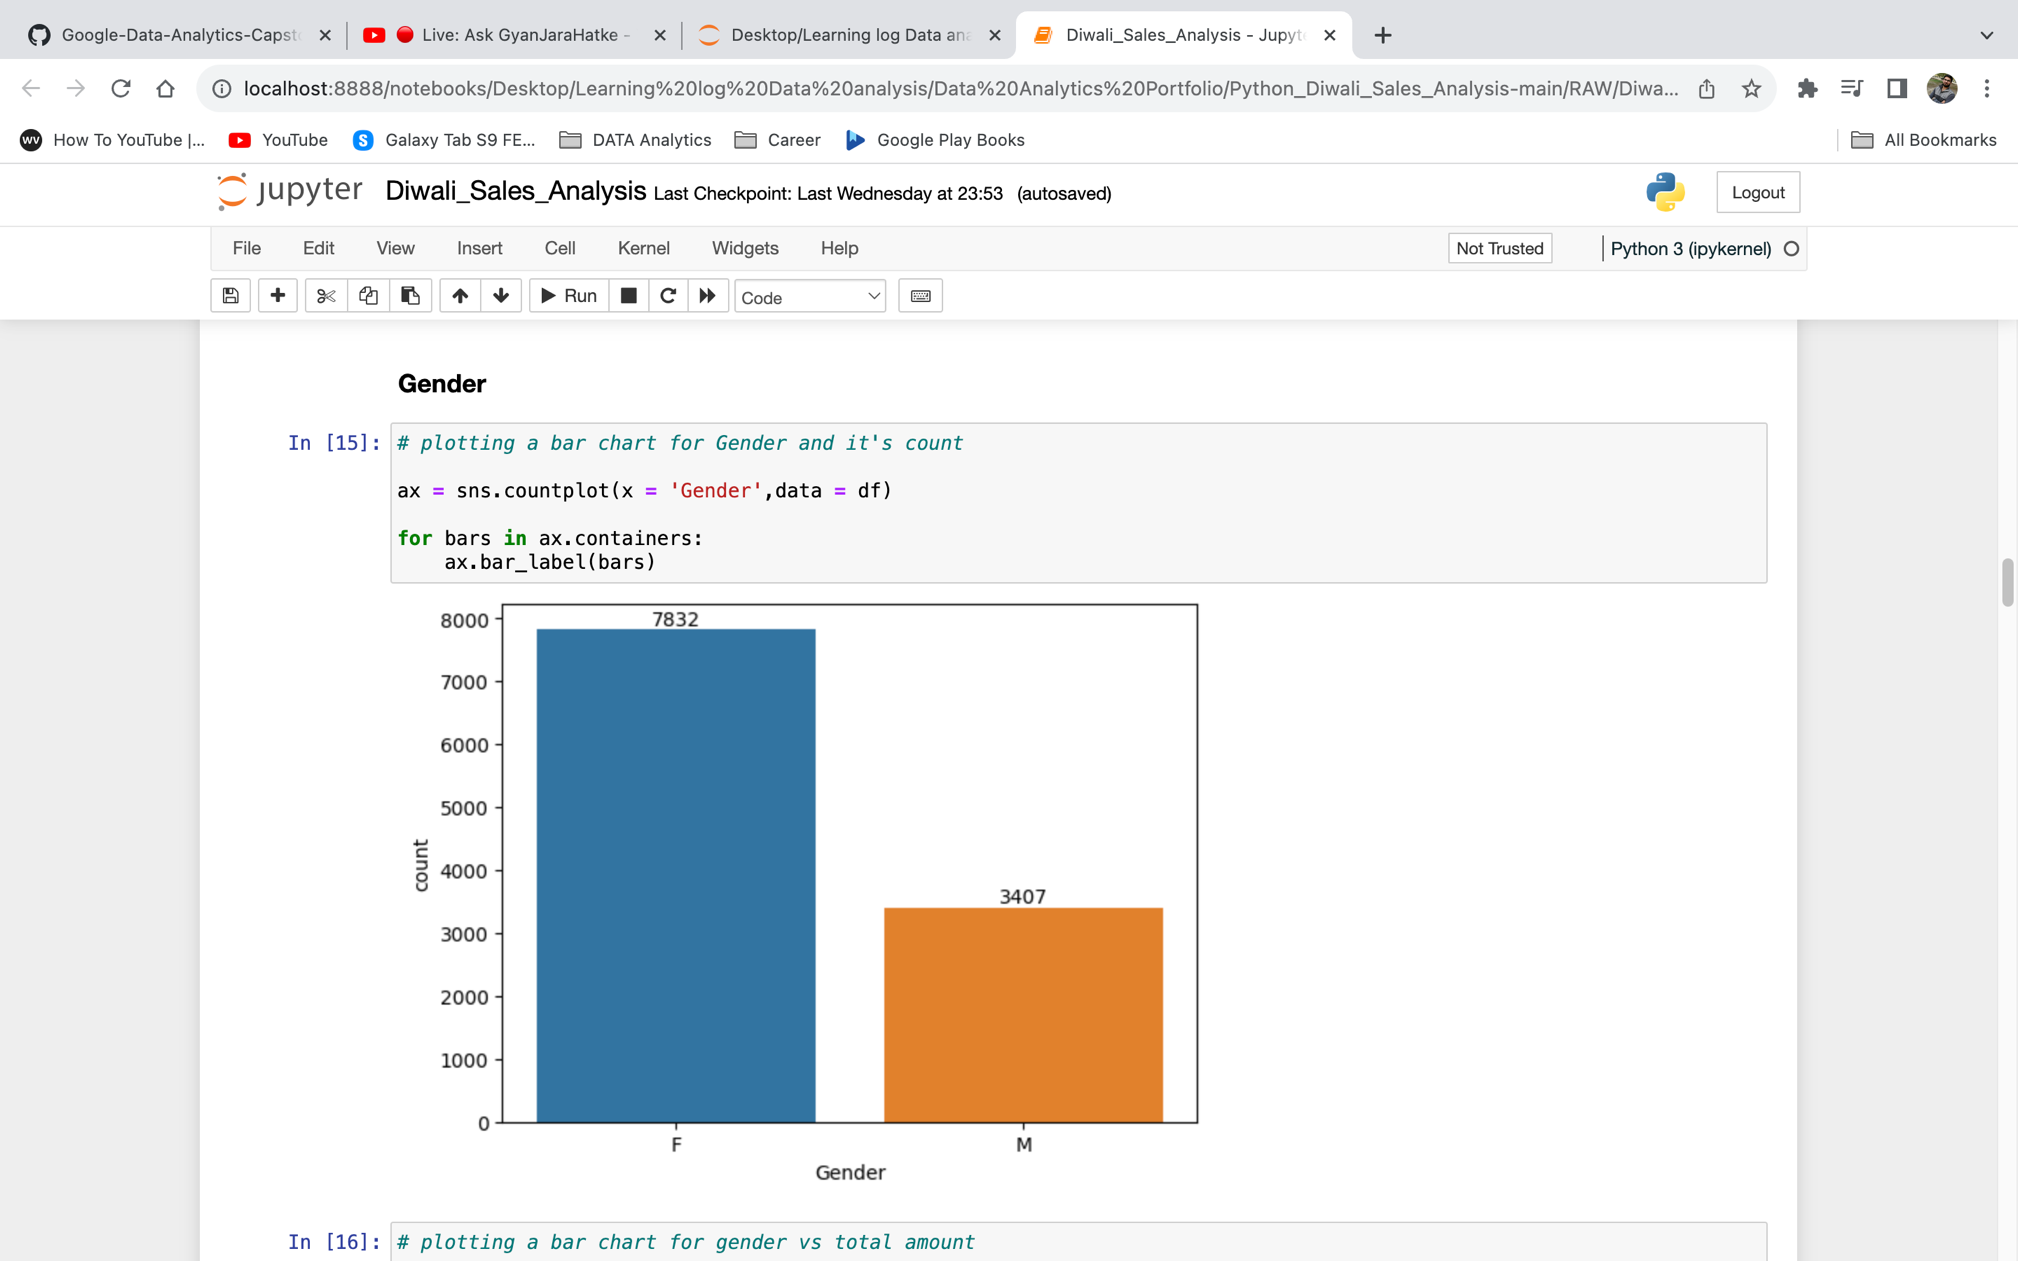 Google-Data-Analytics-Capst
Live: Ask GyanJaraHatke -
Desktop/Learning log Data ana
Diwali_Sales_Analysis - Jupyt
localhost:8888/notebooks/Desktop/Learning%20log%20Data%20analysis/Data%20Analytics%20Portfolio/Python_Diwali_Sales_Analysis-main/RAW/Diwa...
How To YouTube |...
YouTube
Galaxy Tab S9 FE...
DATA Analytics
Career
Google Play Books
All Bookmarks
jupyter Diwali_Sales_Analysis Last Checkpoint: Last Wednesday at 23:53 (autosaved)
Logout
File Edit View Insert Cell Kernel Widgets Help
Not Trusted
Python 3 (ipykernel)
Run
Code
Gender
In [15]: # plotting a bar chart for Gender and it's count
ax = sns.countplot(x = 'Gender',data = df)
for bars in ax.containers:
ax.bar_label(bars)
8000
7832
7000
6000
5000
4000
count
3407
3000
2000
1000
0
F
M
Gender
In [16]: # plotting a bar chart for gender vs total amount